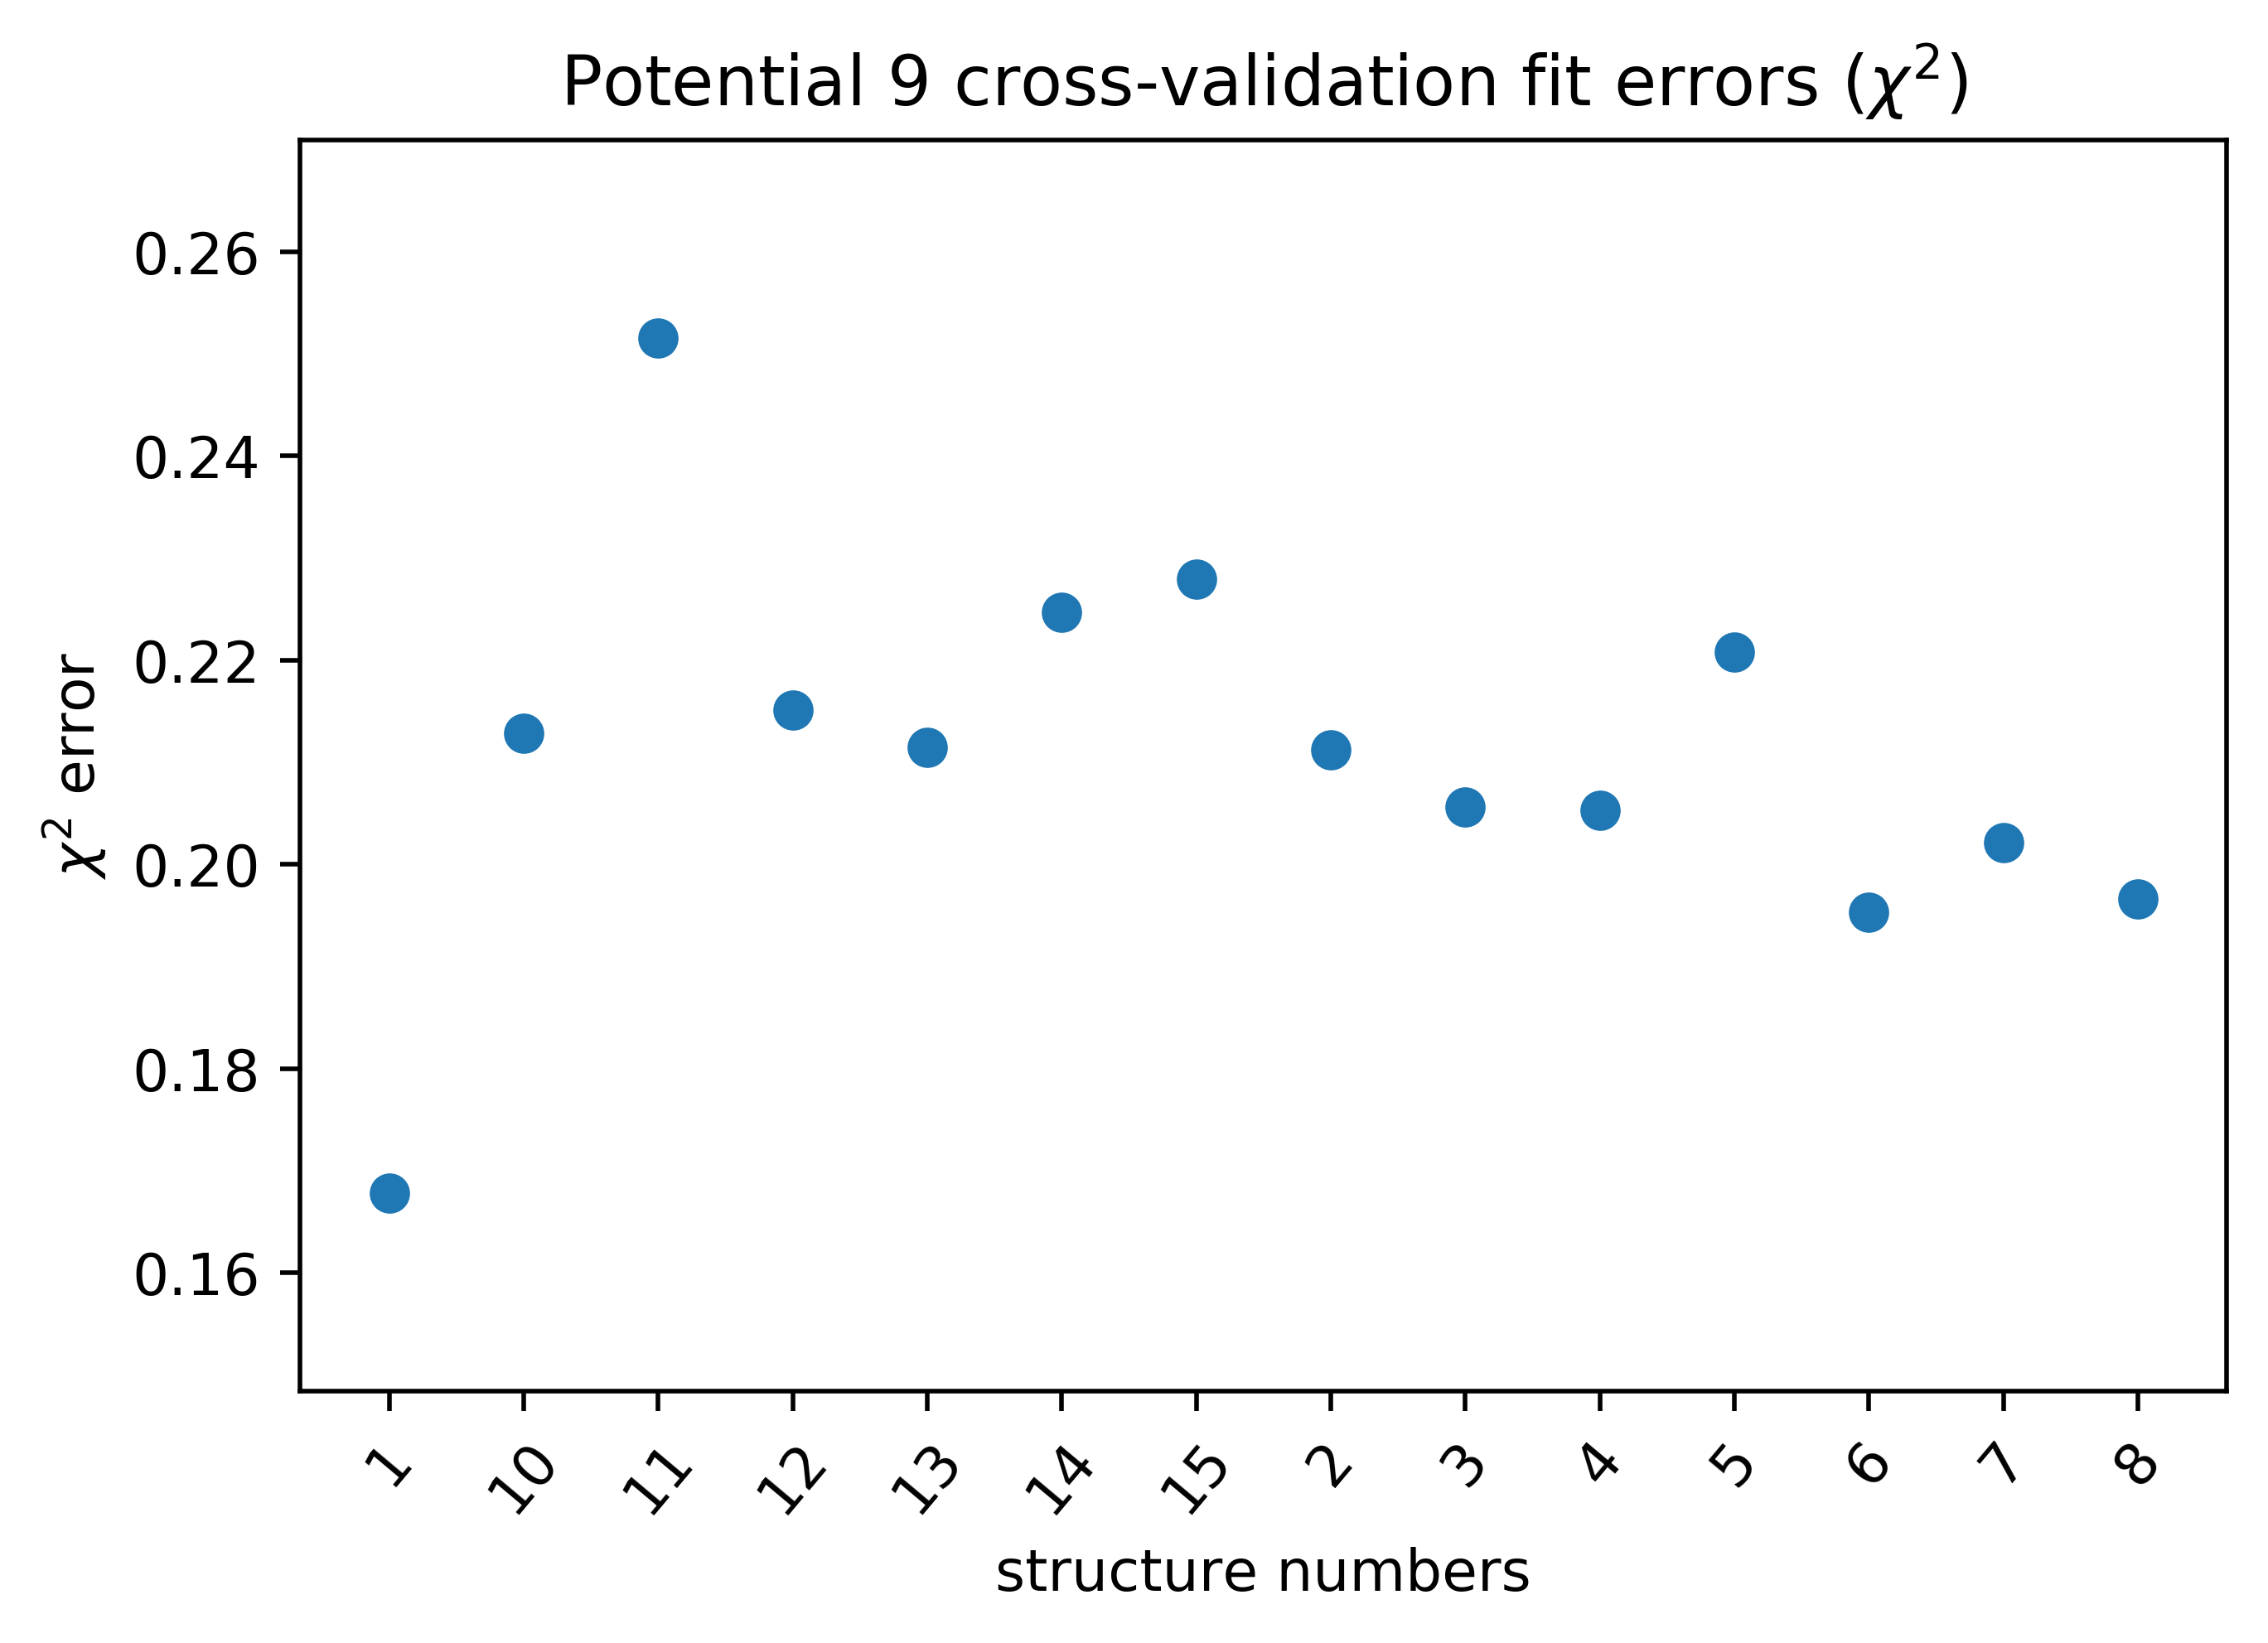 Potential 9 cross-validation fit errors (χ²)
0.26
0.24
0.22
0.20
0.18
0.16
χ² error
1 10 11 12 13 14 15 2 3 4 5 6 7 8
structure numbers